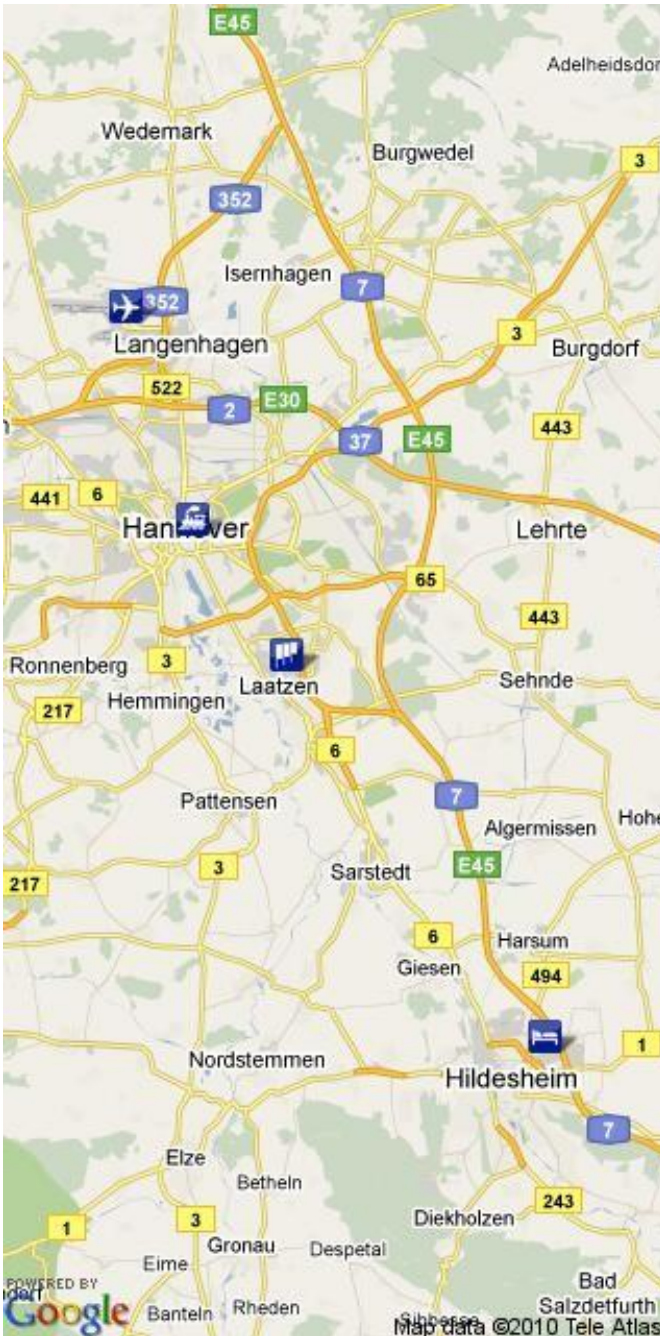 E45
Adelheidsdor
Wedemark
Burgwedel
3
352
Isernhagen
7
352
3
Langenhagen
Burgdorf
522
E30
2
443
37
E45
441
6
Hannover
Lehrte
65
443
3
Ronnenberg
Laatzen
Sehnde
Hemmingen
217
6
Pattensen
7
Algermissen
Hohe
3
Sarstedt
E45
217
6
Harsum
Giesen
494
Nordstemmen
1
Hildesheim
7
Elze
Betheln
243
Diekholzen
1
3
Gronau
Despetal
Eime
Bad
Salzdetfurth
POWERED BY
Google
Banteln
Rheden
Map data ©2010 Tele Atlas